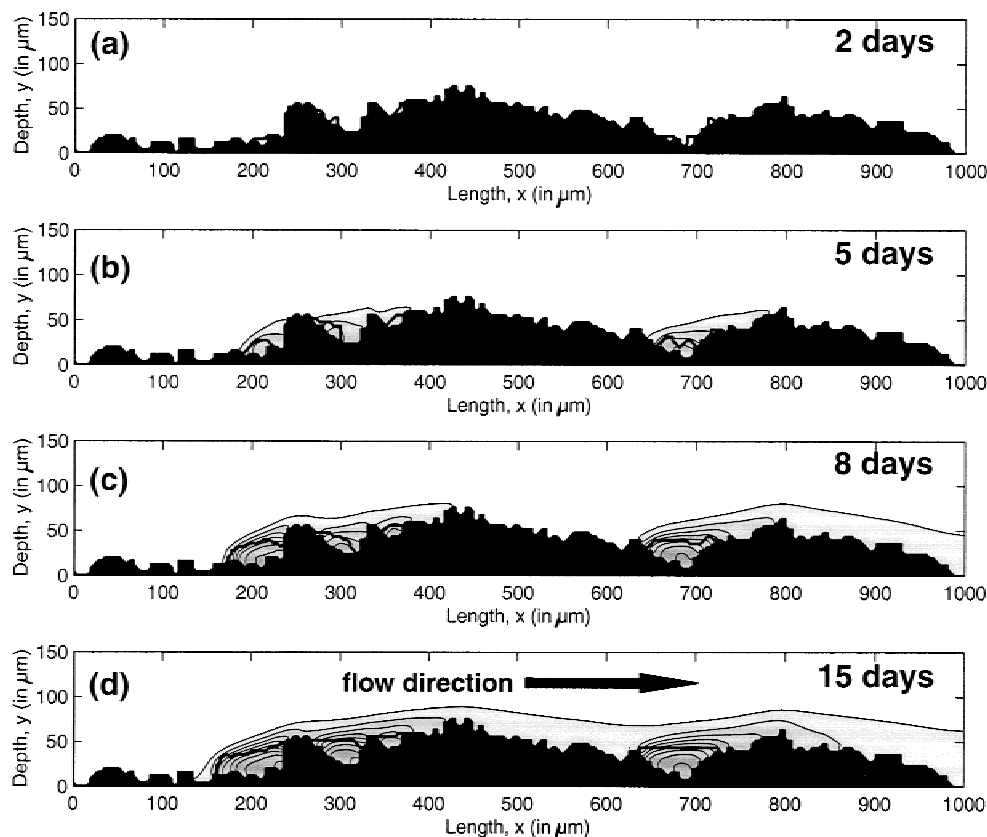 (a)
2 days
150
100
50
0
Depth, y (in μm)
0 100 200 300 400 500 600 700 800 900 1000
Length, x (in μm)
(b)
5 days
150
100
50
0
Depth, y (in μm)
0 100 200 300 400 500 600 700 800 900 1000
Length, x (in μm)
(c)
8 days
150
100
50
0
Depth, y (in μm)
0 100 200 300 400 500 600 700 800 900 1000
Length, x (in μm)
(d)
15 days
flow direction
150
100
50
0
Depth, y (in μm)
0 100 200 300 400 500 600 700 800 900 1000
Length, x (in μm)